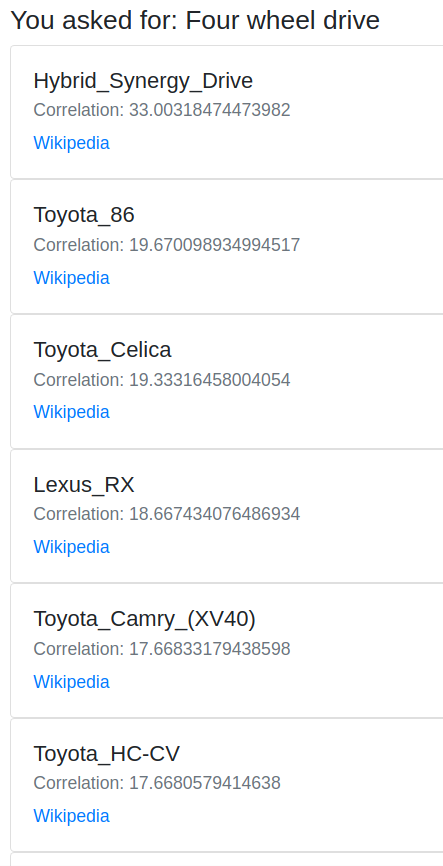 You asked for: Four wheel drive
Hybrid_Synergy_Drive
Correlation: 33.00318474473982
Wikipedia
Toyota_86
Correlation: 19.670098934994517
Wikipedia
Toyota_Celica
Correlation: 19.33316458004054
Wikipedia
Lexus_RX
Correlation: 18.667434076486934
Wikipedia
Toyota_Camry_(XV40)
Correlation: 17.66833179438598
Wikipedia
Toyota_HC-CV
Correlation: 17.6680579414638
Wikipedia